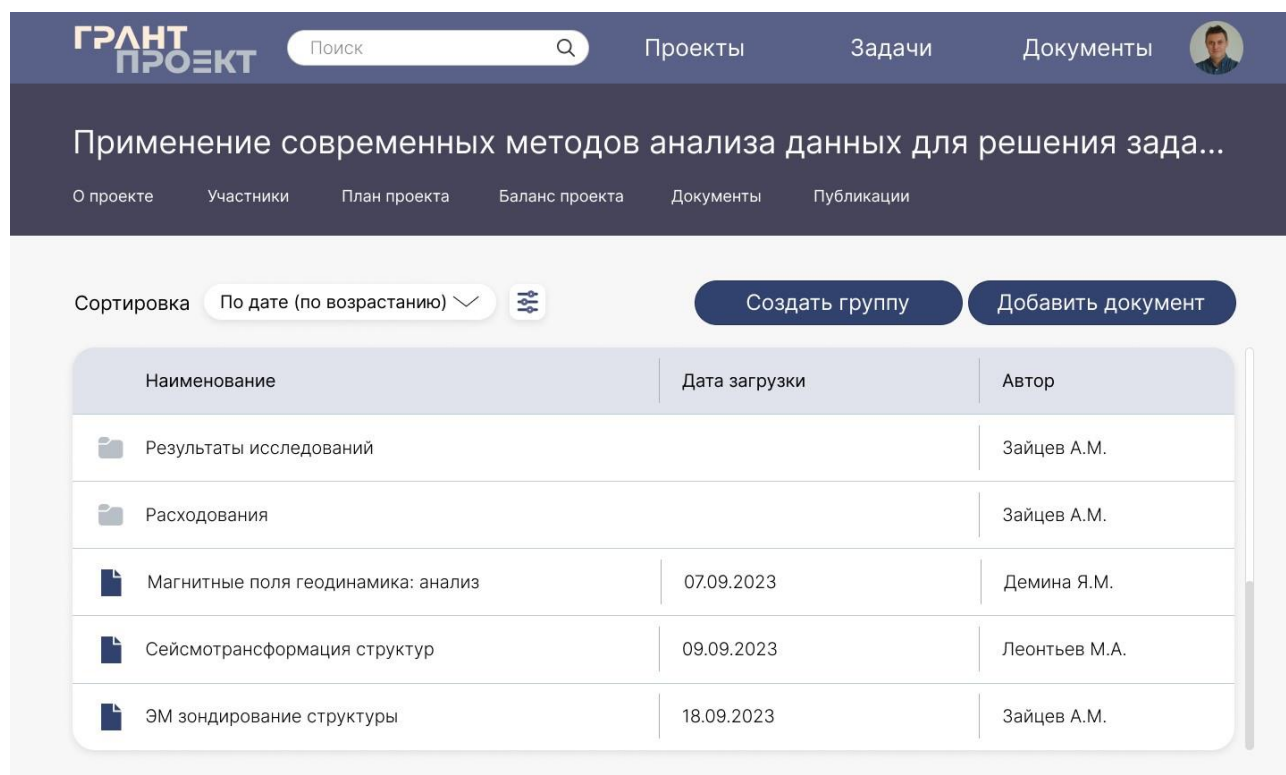 ГРАНТ
ПРОЕКТ
Поиск
Проекты
Задачи
Документы
Применение современных методов анализа данных для решения зада...
О проекте
Участники
План проекта
Баланс проекта
Документы
Публикации
Сортировка
По дате (по возрастанию)
Создать группу
Добавить документ
Наименование
Дата загрузки
Автор
Результаты исследований
Зайцев А.М.
Расходования
Зайцев А.М.
Магнитные поля геодинамика: анализ
07.09.2023
Демина Я.М.
Сейсмотрансформация структур
09.09.2023
Леонтьев М.А.
ЭМ зондирование структуры
18.09.2023
Зайцев А.М.